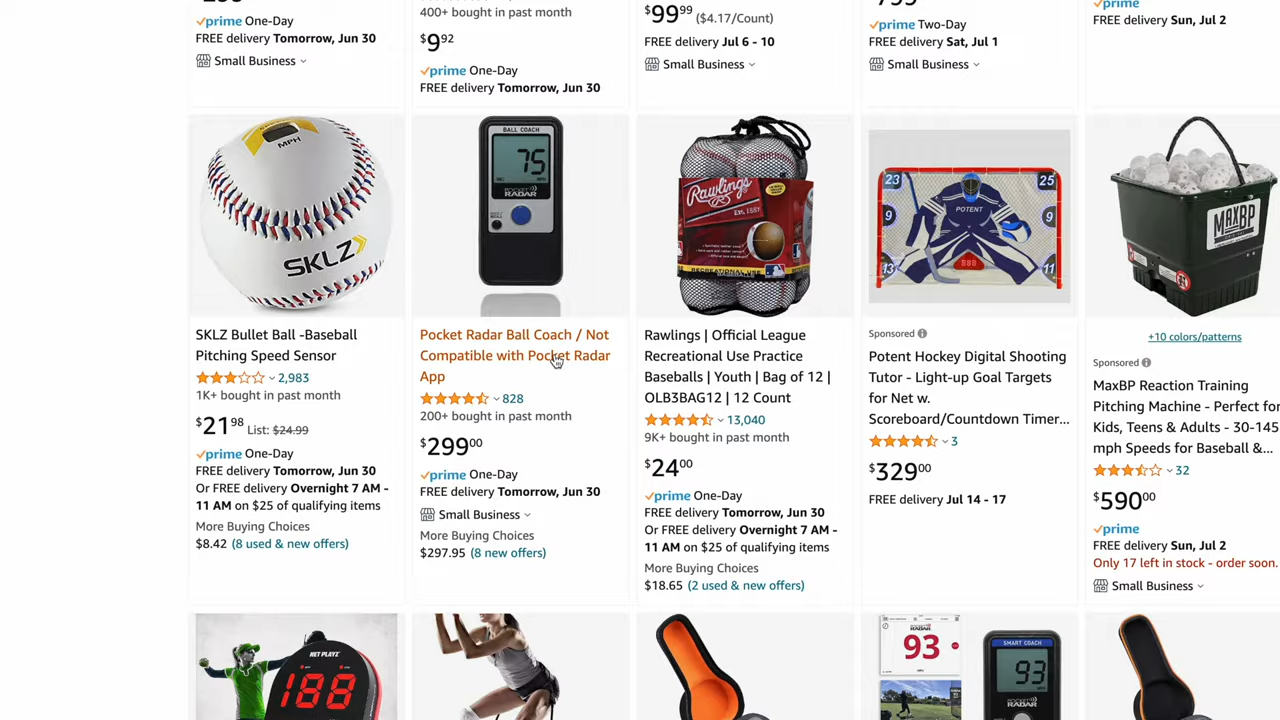 prime One-Day
FREE delivery Tomorrow, Jun 30
Small Business
400+ bought in past month
$9.92
prime One-Day
FREE delivery Tomorrow, Jun 30
$99.99 ($4.17/Count)
FREE delivery Jul 6 - 10
Small Business
prime Two-Day
FREE delivery Sat, Jul 1
Small Business
prime
FREE delivery Sun, Jul 2
MPH
SKLZ
SKLZ Bullet Ball -Baseball
Pitching Speed Sensor
2,983
1K+ bought in past month
$21.98 List: $24.99
prime One-Day
FREE delivery Tomorrow, Jun 30
Or FREE delivery Overnight 7 AM -
11 AM on $25 of qualifying items
More Buying Choices
$8.42 (8 used & new offers)
BALL COACH
75
POCKET
RADAR
Pocket Radar Ball Coach / Not
Compatible with Pocket Radar
App
828
200+ bought in past month
$299.00
prime One-Day
FREE delivery Tomorrow, Jun 30
Small Business
More Buying Choices
$297.95 (8 new offers)
Rawlings
EST. 1887
RECREATIONAL USE
Rawlings | Official League
Recreational Use Practice
Baseballs | Youth | Bag of 12 |
OLB3BAG12 | 12 Count
13,040
9K+ bought in past month
$24.00
prime One-Day
FREE delivery Tomorrow, Jun 30
Or FREE delivery Overnight 7 AM -
11 AM on $25 of qualifying items
More Buying Choices
$18.65 (2 used & new offers)
23
25
POTENT
9
9
888
13
11
Sponsored
Potent Hockey Digital Shooting
Tutor - Light-up Goal Targets
for Net w.
Scoreboard/Countdown Timer...
3
$329.00
FREE delivery Jul 14 - 17
MAXBP
+10 colors/patterns
Sponsored
MaxBP Reaction Training
Pitching Machine - Perfect for
Kids, Teens & Adults - 30-145
mph Speeds for Baseball &...
32
$590.00
prime
FREE delivery Sun, Jul 2
Only 17 left in stock - order soon.
Small Business
NET PLAYZ
188
93
SMART COACH
93
POCKET
RADAR